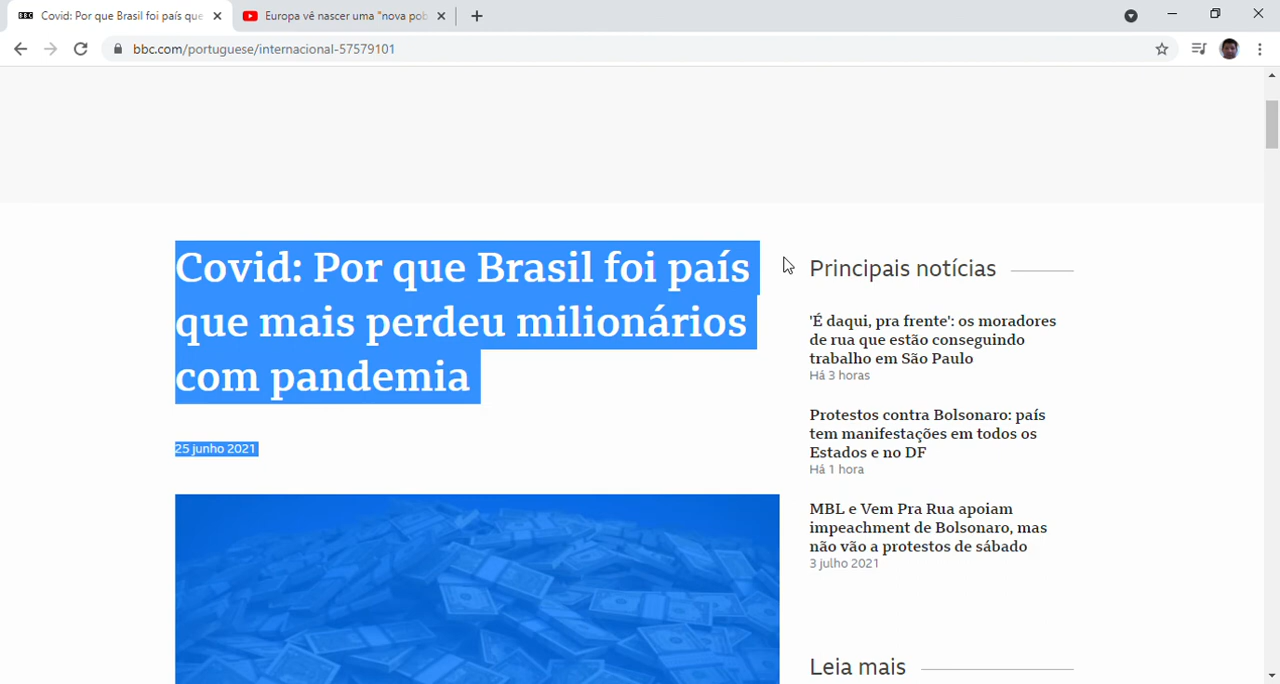 BBC Covid: Por que Brasil foi país que
Europa vê nascer uma "nova pob
bbc.com/portuguese/internacional-57579101
Covid: Por que Brasil foi país
que mais perdeu milionários
com pandemia
25 junho 2021
Principais notícias
'É daqui, pra frente': os moradores
de rua que estão conseguindo
trabalho em São Paulo
Há 3 horas
Protestos contra Bolsonaro: país
tem manifestações em todos os
Estados e no DF
Há 1 hora
MBL e Vem Pra Rua apoiam
impeachment de Bolsonaro, mas
não vão a protestos de sábado
3 julho 2021
Leia mais